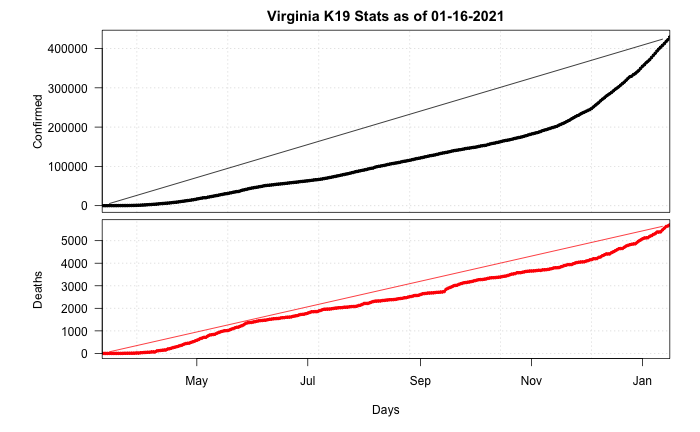 Virginia K19 Stats as of 01-16-2021
Confirmed
400000
300000
200000
100000
0
Deaths
5000
4000
3000
2000
1000
0
May Jul Sep Nov Jan
Days